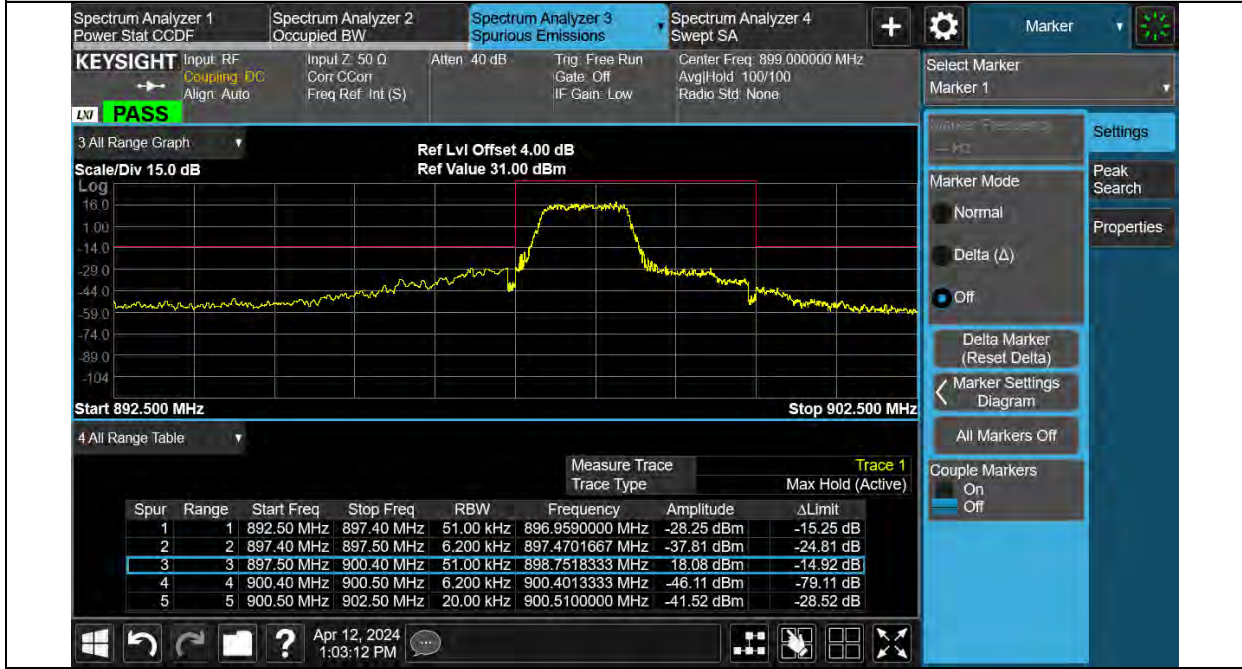 Spectrum Analyzer 1
Power Stat CCDF
Spectrum Analyzer 2
Occupied BW
Spectrum Analyzer 3
Spurious Emissions
Spectrum Analyzer 4
Swept SA
Marker
KEYSIGHT
Input: RF
Coupling: DC
Align: Auto
Input Z: 50 Ω
Corr CCorr
Freq Ref: Int (S)
Atten: 40 dB
Trig: Free Run
Gate: Off
IF Gain: Low
Center Freq: 899.000000 MHz
Avg|Hold: 100/100
Radio Std: None
LXI
PASS
Select Marker
Marker 1
Marker Frequency
--- Hz
Settings
Peak
Search
Properties
Marker Mode
Normal
Delta (Δ)
Off
Delta Marker
(Reset Delta)
Marker Settings
Diagram
All Markers Off
Couple Markers
On
Off
3 All Range Graph
Scale/Div 15.0 dB
Ref Lvl Offset 4.00 dB
Ref Value 31.00 dBm
Log
16.0
1.00
-14.0
-29.0
-44.0
-59.0
-74.0
-89.0
-104
Start 892.500 MHz
Stop 902.500 MHz
4 All Range Table
Measure Trace Trace 1
Trace Type Max Hold (Active)
Spur Range Start Freq Stop Freq RBW Frequency Amplitude ΔLimit
1 1 892.50 MHz 897.40 MHz 51.00 kHz 896.9590000 MHz -28.25 dBm -15.25 dB
2 2 897.40 MHz 897.50 MHz 6.200 kHz 897.4701667 MHz -37.81 dBm -24.81 dB
3 3 897.50 MHz 900.40 MHz 51.00 kHz 898.7518333 MHz 18.08 dBm -14.92 dB
4 4 900.40 MHz 900.50 MHz 6.200 kHz 900.4013333 MHz -46.11 dBm -79.11 dB
5 5 900.50 MHz 902.50 MHz 20.00 kHz 900.5100000 MHz -41.52 dBm -28.52 dB
?
Apr 12, 2024
1:03:12 PM